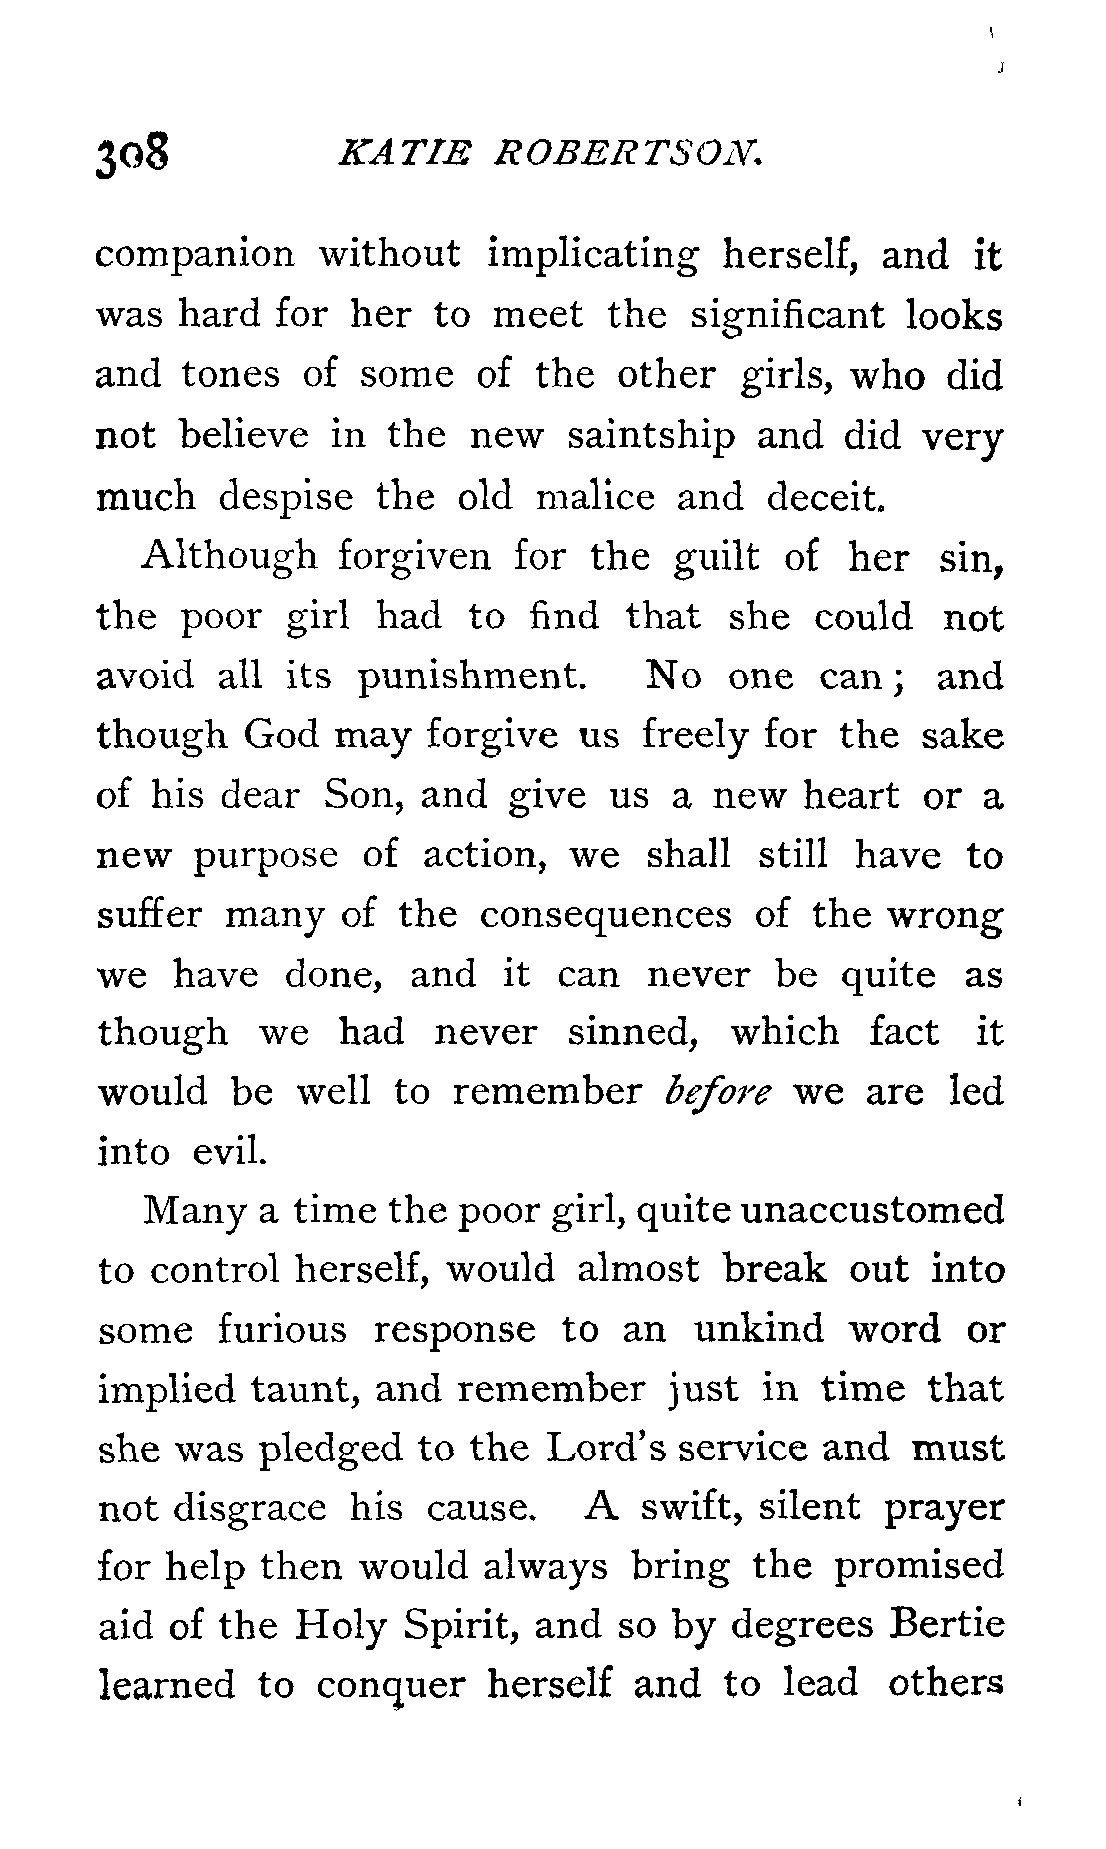 308 KATIE ROBERTSON.
companion without implicating herself, and it
was hard for her to meet the significant looks
and tones of some of the other girls, who did
not believe in the new saintship and did very
much despise the old malice and deceit.
Although forgiven for the guilt of her sin,
the poor girl had to find that she could not
avoid all its punishment. No one can; and
though God may forgive us freely for the sake
of his dear Son, and give us a new heart or a
new purpose of action, we shall still have to
suffer many of the consequences of the wrong
we have done, and it can never be quite as
though we had never sinned, which fact it
would be well to remember before we are led
into evil.
Many a time the poor girl, quite unaccustomed
to control herself, would almost break out into
some furious response to an unkind word or
implied taunt, and remember just in time that
she was pledged to the Lord's service and must
not disgrace his cause. A swift, silent prayer
for help then would always bring the promised
aid of the Holy Spirit, and so by degrees Bertie
learned to conquer herself and to lead others